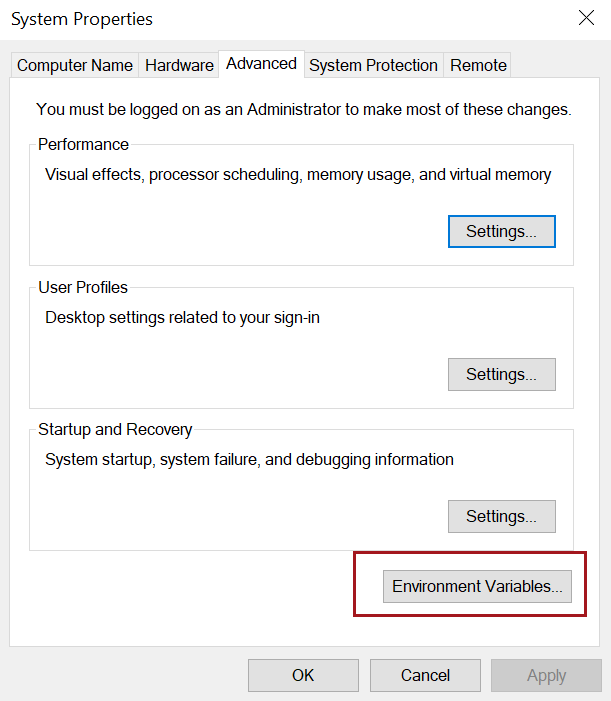 System Properties
Computer Name Hardware Advanced System Protection Remote
You must be logged on as an Administrator to make most of these changes.
Performance
Visual effects, processor scheduling, memory usage, and virtual memory
Settings...
User Profiles
Desktop settings related to your sign-in
Settings...
Startup and Recovery
System startup, system failure, and debugging information
Settings...
Environment Variables...
OK Cancel Apply